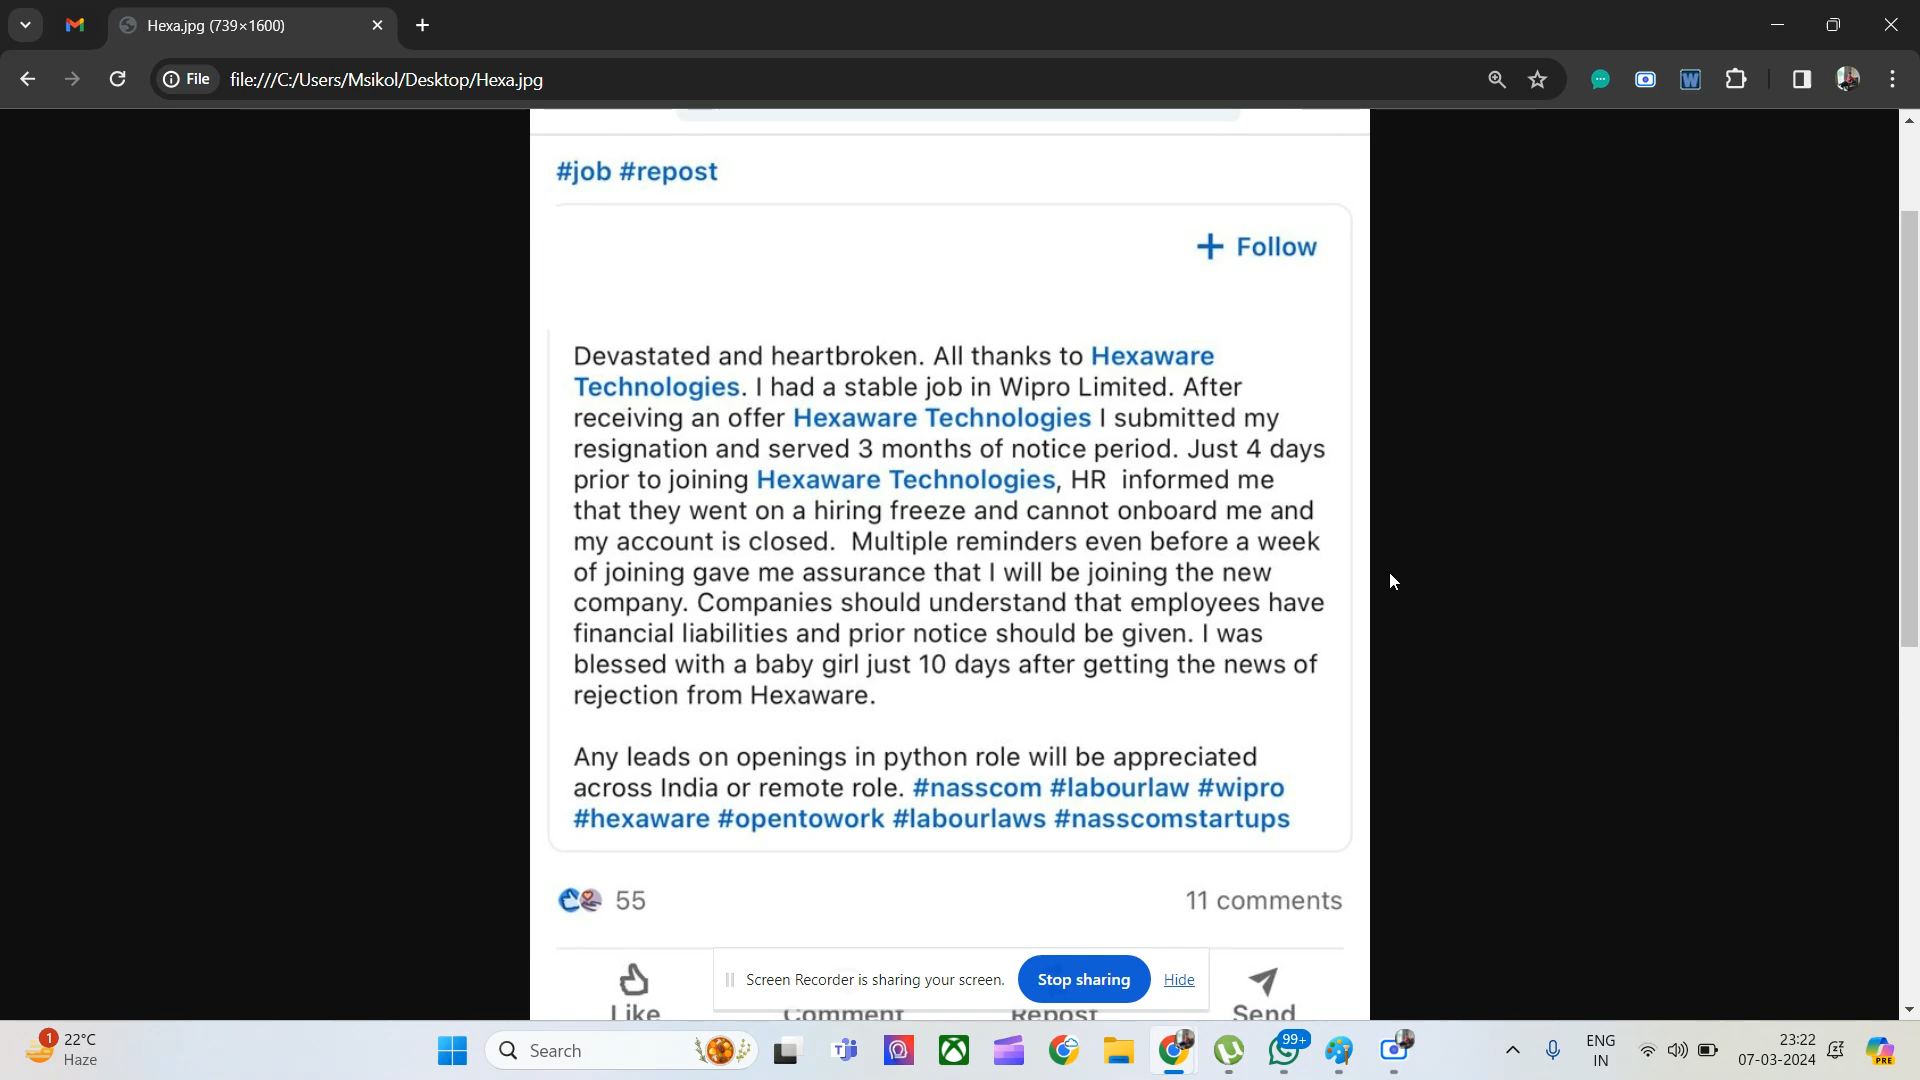 Hexa.jpg (739×1600)
File
file:///C:/Users/Msikol/Desktop/Hexa.jpg
#job #repost
+ Follow
Devastated and heartbroken. All thanks to Hexaware
Technologies. I had a stable job in Wipro Limited. After
receiving an offer Hexaware Technologies I submitted my
resignation and served 3 months of notice period. Just 4 days
prior to joining Hexaware Technologies, HR  informed me
that they went on a hiring freeze and cannot onboard me and
my account is closed.  Multiple reminders even before a week
of joining gave me assurance that I will be joining the new
company. Companies should understand that employees have
financial liabilities and prior notice should be given. I was
blessed with a baby girl just 10 days after getting the news of
rejection from Hexaware.
Any leads on openings in python role will be appreciated
across India or remote role. #nasscom #labourlaw #wipro
#hexaware #opentowork #labourlaws #nasscomstartups
55
11 comments
Screen Recorder is sharing your screen.
Stop sharing
Hide
Like
Comment
Repost
Send
1
22°C
Haze
Search
99+
ENG
IN
23:22
07-03-2024
PRE